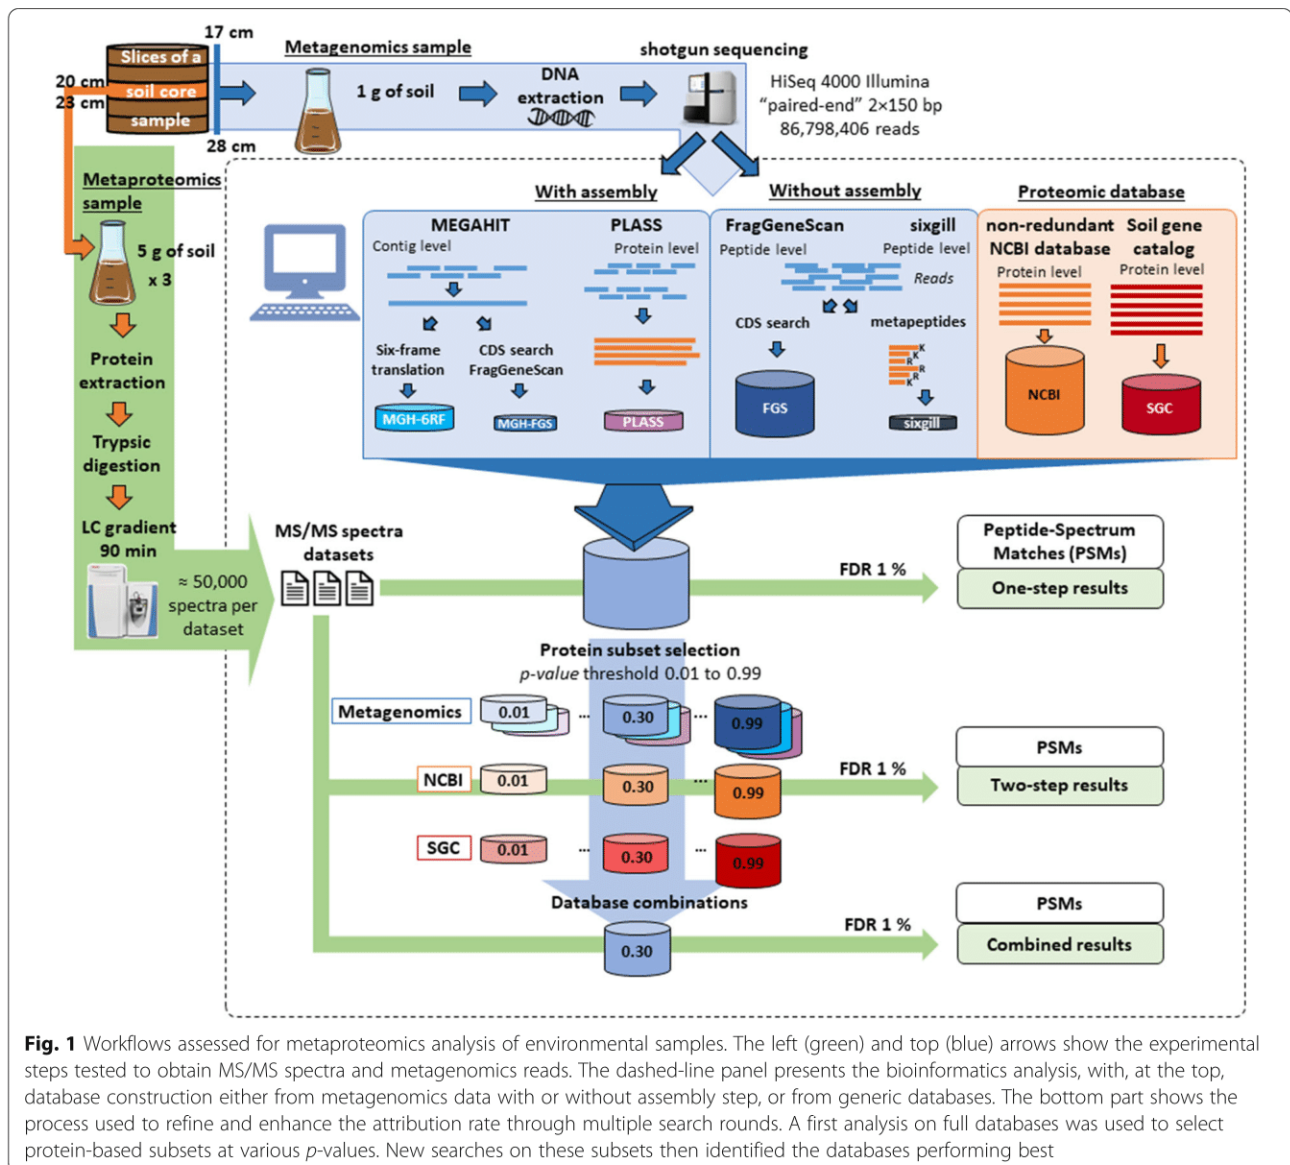 17 cm
Slices of a
soil core
sample
20 cm
23 cm
28 cm
Metagenomics sample
1 g of soil
DNA
extraction
shotgun sequencing
HiSeq 4000 Illumina
“paired-end” 2×150 bp
86,798,406 reads
Metaproteomics
sample
5 g of soil
x 3
Protein
extraction
Trypsic
digestion
LC gradient
90 min
≈ 50,000
spectra per
dataset
With assembly
Without assembly
Proteomic database
MEGAHIT
Contig level
PLASS
Protein level
FragGeneScan
Peptide level
sixgill
Peptide level
Reads
non-redundant
NCBI database
Protein level
Soil gene
catalog
Protein level
Six-frame
translation
CDS search
FragGeneScan
CDS search
metapeptides
K
K
R
R
R
K
MGH-6RF
MGH-FGS
PLASS
FGS
sixgill
NCBI
SGC
MS/MS spectra
datasets
FDR 1 %
Peptide-Spectrum
Matches (PSMs)
One-step results
Protein subset selection
p-value threshold 0.01 to 0.99
Metagenomics
0.01
...
0.30
...
0.99
NCBI
0.01
0.30
...
0.99
FDR 1 %
PSMs
Two-step results
SGC
0.01
...
0.30
...
0.99
Database combinations
0.30
FDR 1 %
PSMs
Combined results
Fig. 1 Workflows assessed for metaproteomics analysis of environmental samples. The left (green) and top (blue) arrows show the experimental
steps tested to obtain MS/MS spectra and metagenomics reads. The dashed-line panel presents the bioinformatics analysis, with, at the top,
database construction either from metagenomics data with or without assembly step, or from generic databases. The bottom part shows the
process used to refine and enhance the attribution rate through multiple search rounds. A first analysis on full databases was used to select
protein-based subsets at various p-values. New searches on these subsets then identified the databases performing best